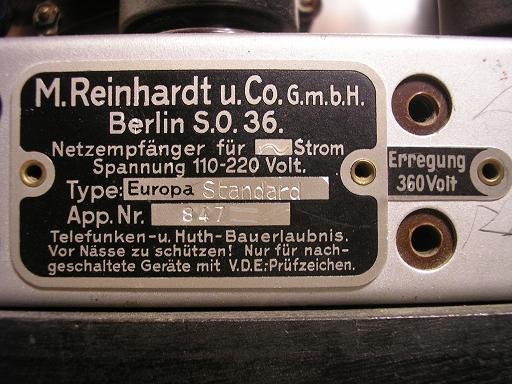 M. Reinhardt u. Co. G.m.b.H.
Berlin S.O. 36.
Netzempfänger für ~ Strom
Spannung 110-220 Volt.
Type: Europa Standard
App. Nr. 847
Telefunken- u. Huth-Bauerlaubnis.
Vor Nässe zu schützen! Nur für nach-
geschaltete Geräte mit V.D.E.-Prüfzeichen.
Erregung
360 Volt